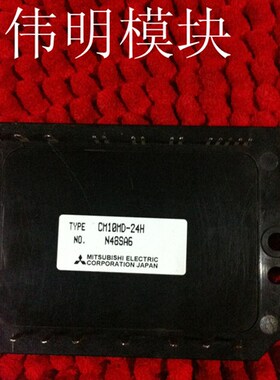 伟明模块
TYPE CM10MD-24H
NO. N48SA6
MITSUBISHI ELECTRIC
CORPORATION JAPAN